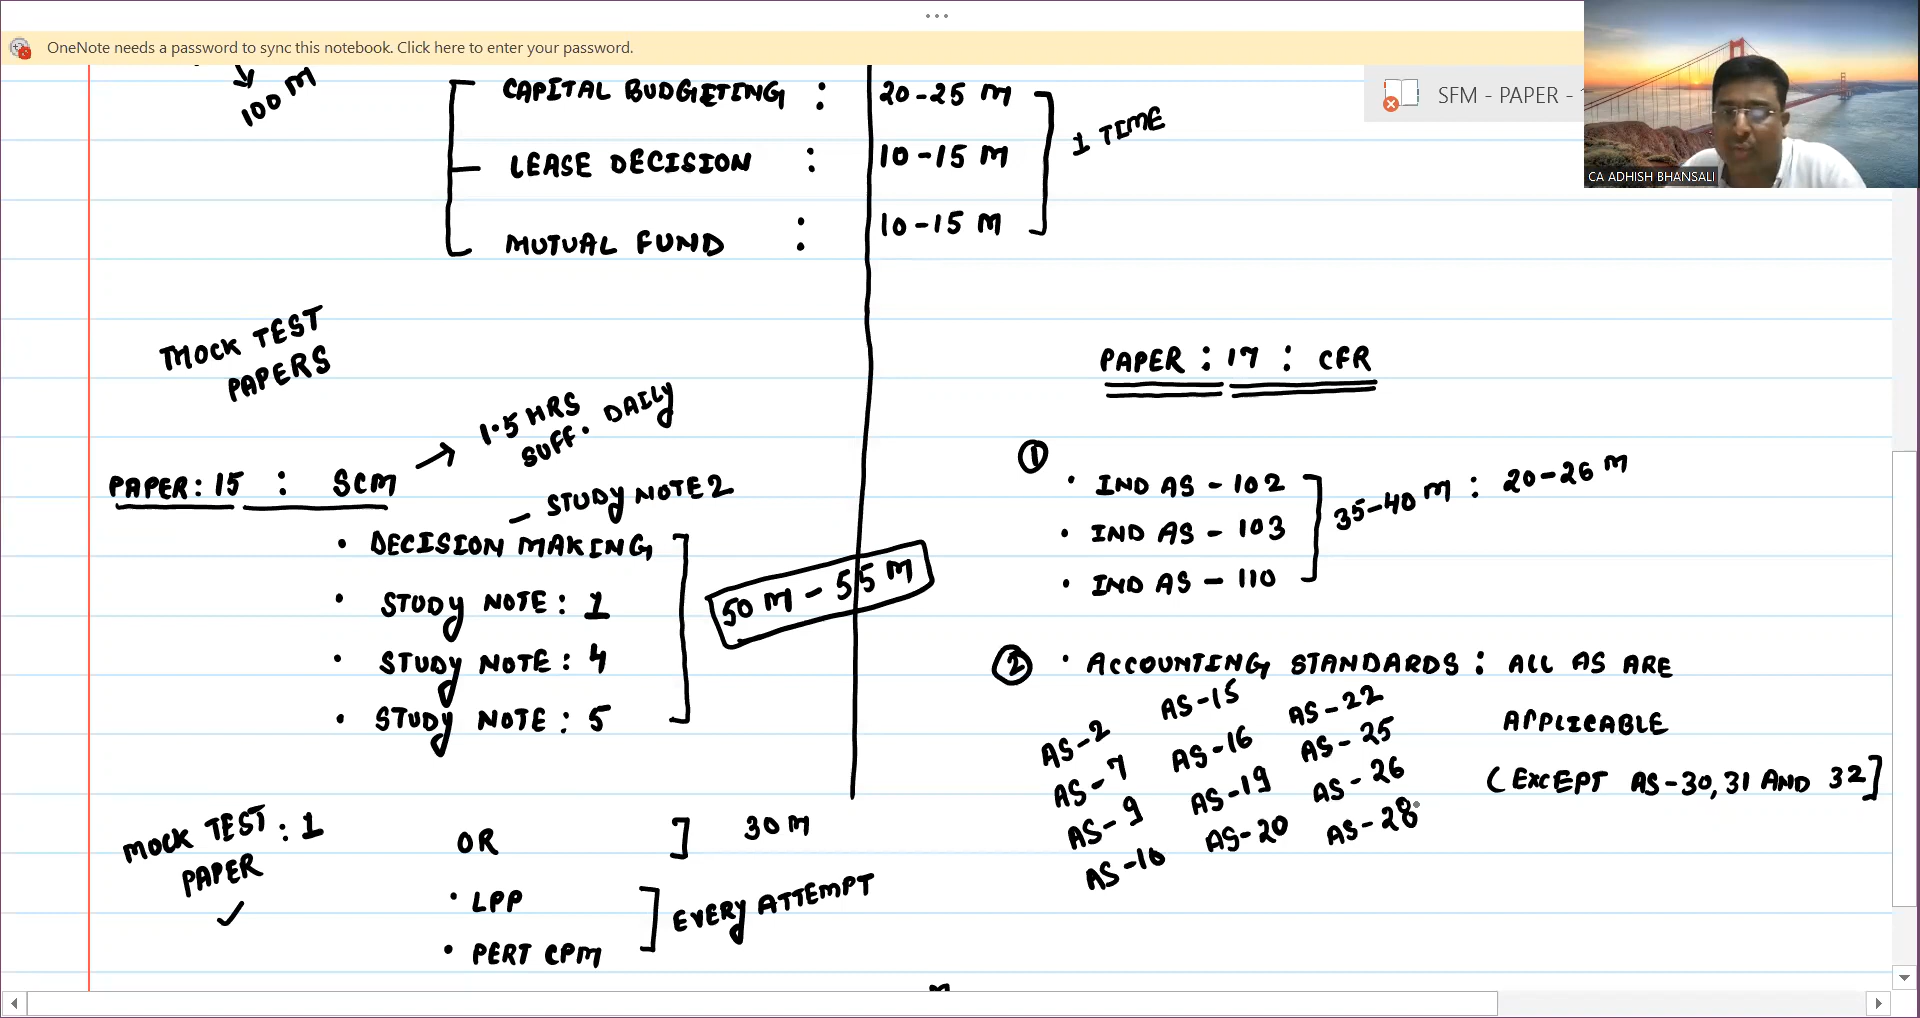 OneNote needs a password to sync this notebook. Click here to enter your password.
SFM - PAPER -
CA ADHISH BHANSALI
100 M
CAPITAL BUDGETING : 20-25 M
LEASE DECISION : 10-15 M
MUTUAL FUND : 10-15 M
1 TIME
MOCK TEST
PAPERS
PAPER: 15 : SCM → 1.5 HRS
SUFF. DAILY
- STUDY NOTE 2
• DECISION MAKING
• STUDY NOTE: 1
• STUDY NOTE: 4
• STUDY NOTE: 5
50 M - 55 M
MOCK TEST : 1
PAPER
✓
OR ] 30 M
• LPP
• PERT CPM
EVERY ATTEMPT
PAPER : 17 : CFR
①
• IND AS - 102
• IND AS - 103
• IND AS - 110
35-40 M : 20-26 M
② • ACCOUNTING STANDARDS : ALL AS ARE
APPLICABLE
(EXCEPT AS-30, 31 AND 32]
AS-2
AS-7
AS-9
AS-10
AS-15
AS-16
AS-19
AS-20
AS-22
AS-25
AS-26
AS-28